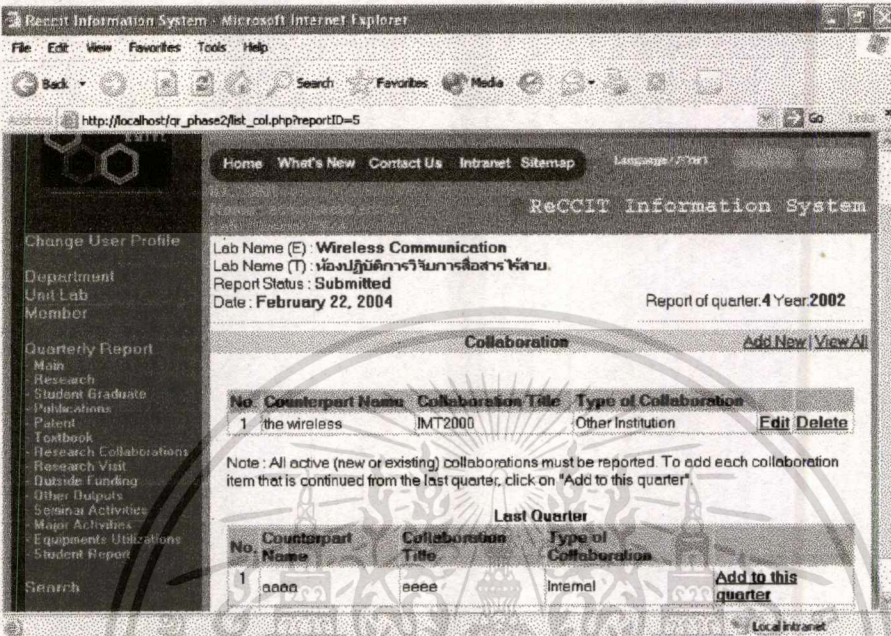 Reccit Information System - Microsoft Internet Explorer
File Edit View Favorites Tools Help
Back Search Favorites Media
Address http://localhost/qr_phase2/list_col.php?reportID=5 Go Links
Home What's New Contact Us Intranet Sitemap
ReCCIT Information System
Change User Profile
Department
Unit Lab
Member
Quarterly Report
- Main
- Research
- Student Graduate
- Publications
- Patent
- Textbook
- Research Collaborations
- Research Visit
- Outside Funding
- Other Outputs
- Seminar Activities
- Major Activities
- Equipments Utilizations
- Student Report
Search
Lab Name (E) : Wireless Communication
Lab Name (T) : ห้องปฏิบัติการวิจัยการสื่อสารไร้สาย.
Report Status : Submitted
Date : February 22, 2004
Report of quarter.4 Year:2002
Collaboration
Add New | View All
No. Counterpart Name Collaboration Title Type of Collaboration
1 the wireless IMT2000 Other Institution Edit Delete
Note : All active (new or existing) collaborations must be reported. To add each collaboration
item that is continued from the last quarter, click on "Add to this quarter".
Last Quarter
No. Counterpart Name Collaboration Title Type of Collaboration
1 aaaa aeee Internal Add to this quarter
Local intranet